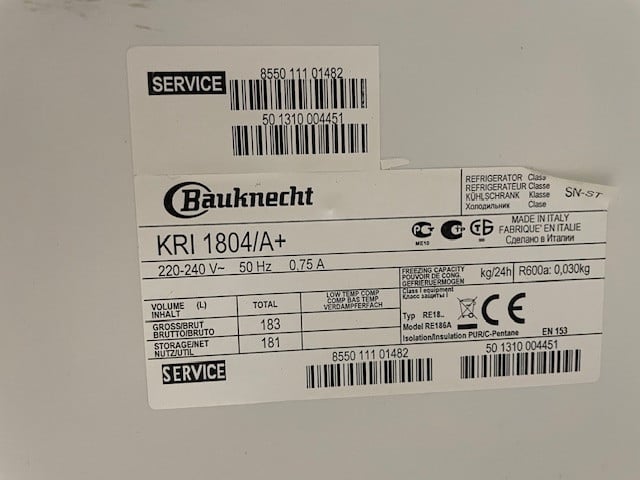 SERVICE
8550 111 01482
50 1310 004451
Bauknecht
REFRIGERATOR Class
REFRIGERATEUR Klasse
KÜHLSCHRANK Classe
Холодильник Clase
SN-ST
KRI 1804/A+
MADE IN ITALY
FABRIQUE' EN ITALIE
Сделано в Италии
ME10
220-240 V~ 50 Hz 0,75 A
FREEZING CAPACITY
POUVOIR DE CONG.
GEFRIERVERMOGEN
kg/24h
R600a: 0,030kg
VOLUME (L)
INHALT
TOTAL
LOW TEMP COMP
COMP BAS TEMP
VERDAMPFERFACH
Class I equipment
Класс защиты I
GROSS/BRUT
BRUTTO/BRUTO
183
Typ RE18..
Model RE186A
CE
STORAGE/NET
NUTZ/UTIL
181
Isolation/Insulation PUR/C-Pentane
EN 153
SERVICE
8550 111 01482
50 1310 004451